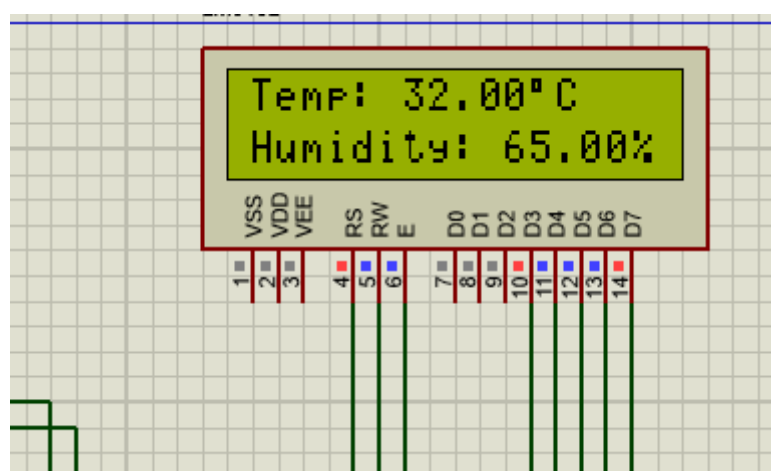 Temp: 32.00°C
Humidity: 65.00%
VSS
VDD
VEE
RS
RW
E
D0
D1
D2
D3
D4
D5
D6
D7
1
2
3
4
5
6
7
8
9
10
11
12
13
14